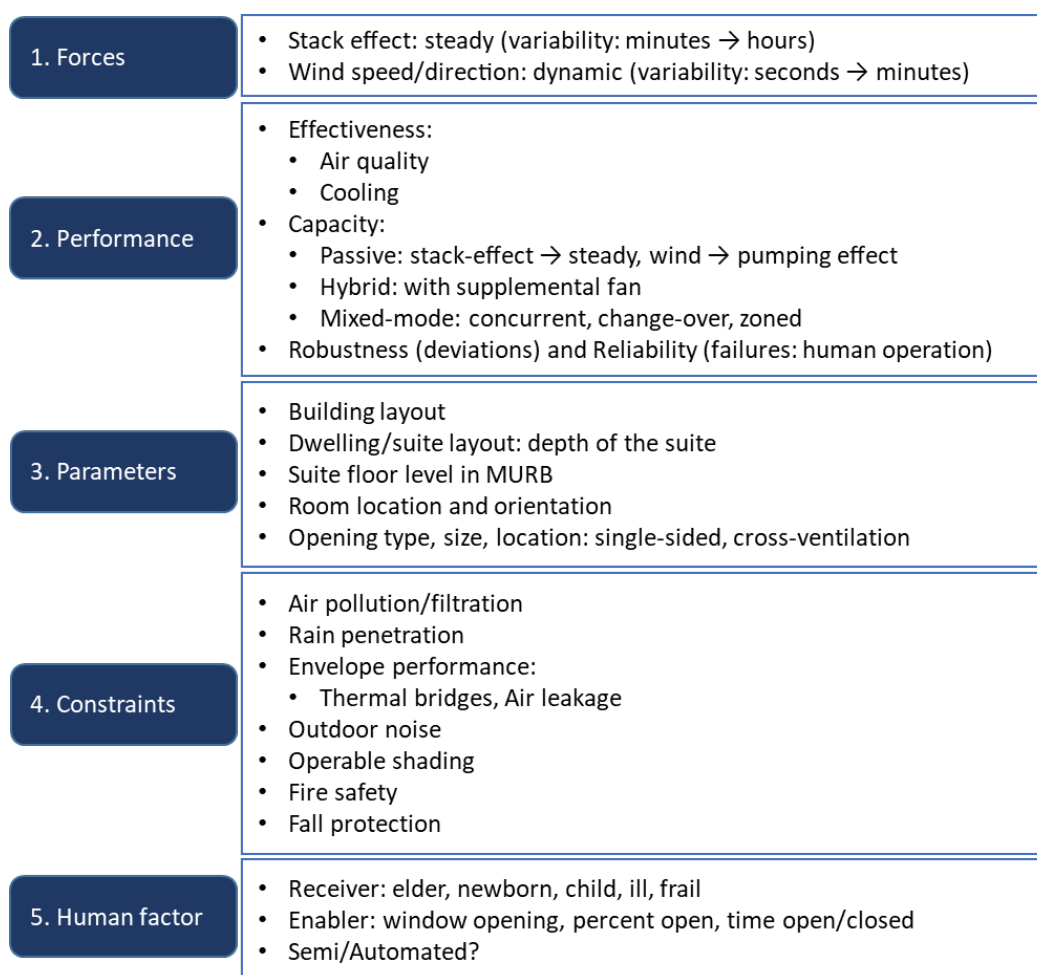 1. Forces
• Stack effect: steady (variability: minutes → hours)
• Wind speed/direction: dynamic (variability: seconds → minutes)
2. Performance
• Effectiveness:
• Air quality
• Cooling
• Capacity:
• Passive: stack-effect → steady, wind → pumping effect
• Hybrid: with supplemental fan
• Mixed-mode: concurrent, change-over, zoned
• Robustness (deviations) and Reliability (failures: human operation)
3. Parameters
• Building layout
• Dwelling/suite layout: depth of the suite
• Suite floor level in MURB
• Room location and orientation
• Opening type, size, location: single-sided, cross-ventilation
4. Constraints
• Air pollution/filtration
• Rain penetration
• Envelope performance:
• Thermal bridges, Air leakage
• Outdoor noise
• Operable shading
• Fire safety
• Fall protection
5. Human factor
• Receiver: elder, newborn, child, ill, frail
• Enabler: window opening, percent open, time open/closed
• Semi/Automated?